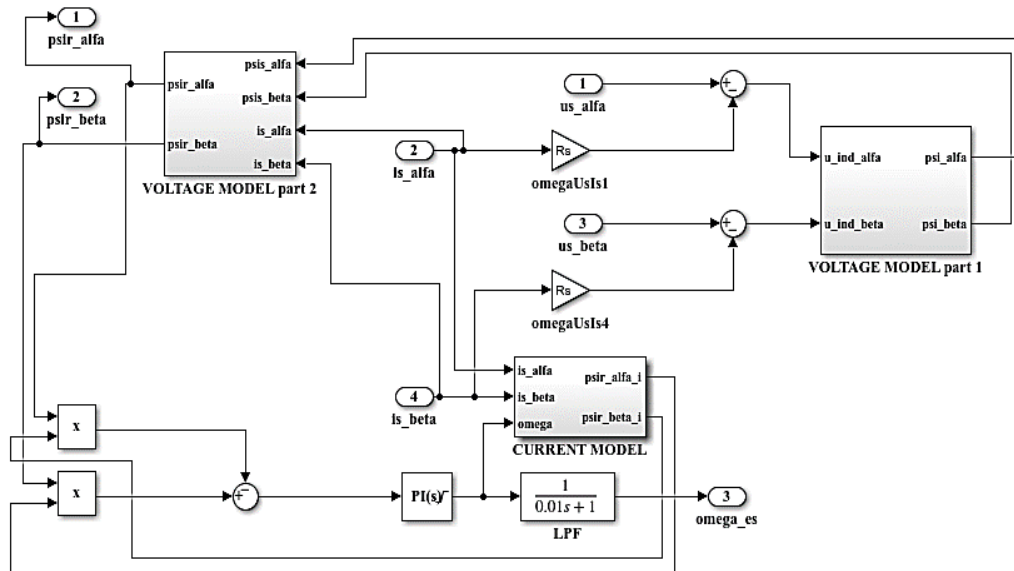 1
psir_alfa
2
psir_beta
psir_alfa
psir_beta
psis_alfa
psis_beta
is_alfa
is_beta
VOLTAGE MODEL part 2
1
us_alfa
2
is_alfa
Rs
omegaUsIs1
3
us_beta
Rs
omegaUsIs4
+
−
+
−
u_ind_alfa
psi_alfa
u_ind_beta
psi_beta
VOLTAGE MODEL part 1
4
is_beta
is_alfa
is_beta
omega
psir_alfa_i
psir_beta_i
CURRENT MODEL
x
x
+
−
PI(s)
1
0.01s + 1
LPF
3
omega_es